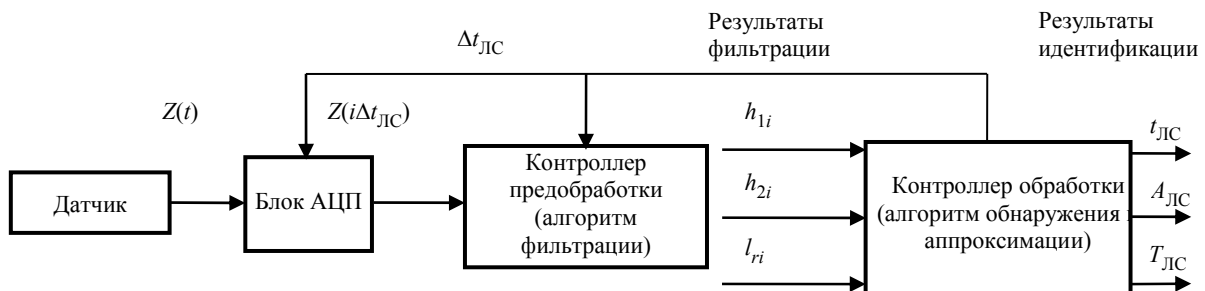 Результаты
фильтрации
Результаты
идентификации
Δt_ЛС
Z(t)
Z(iΔt_ЛС)
h_1i
h_2i
l_ri
t_ЛС
A_ЛС
T_ЛС
Датчик
Блок АЦП
Контроллер
предобработки
(алгоритм
фильтрации)
Контроллер обработки
(алгоритм обнаружения
аппроксимации)